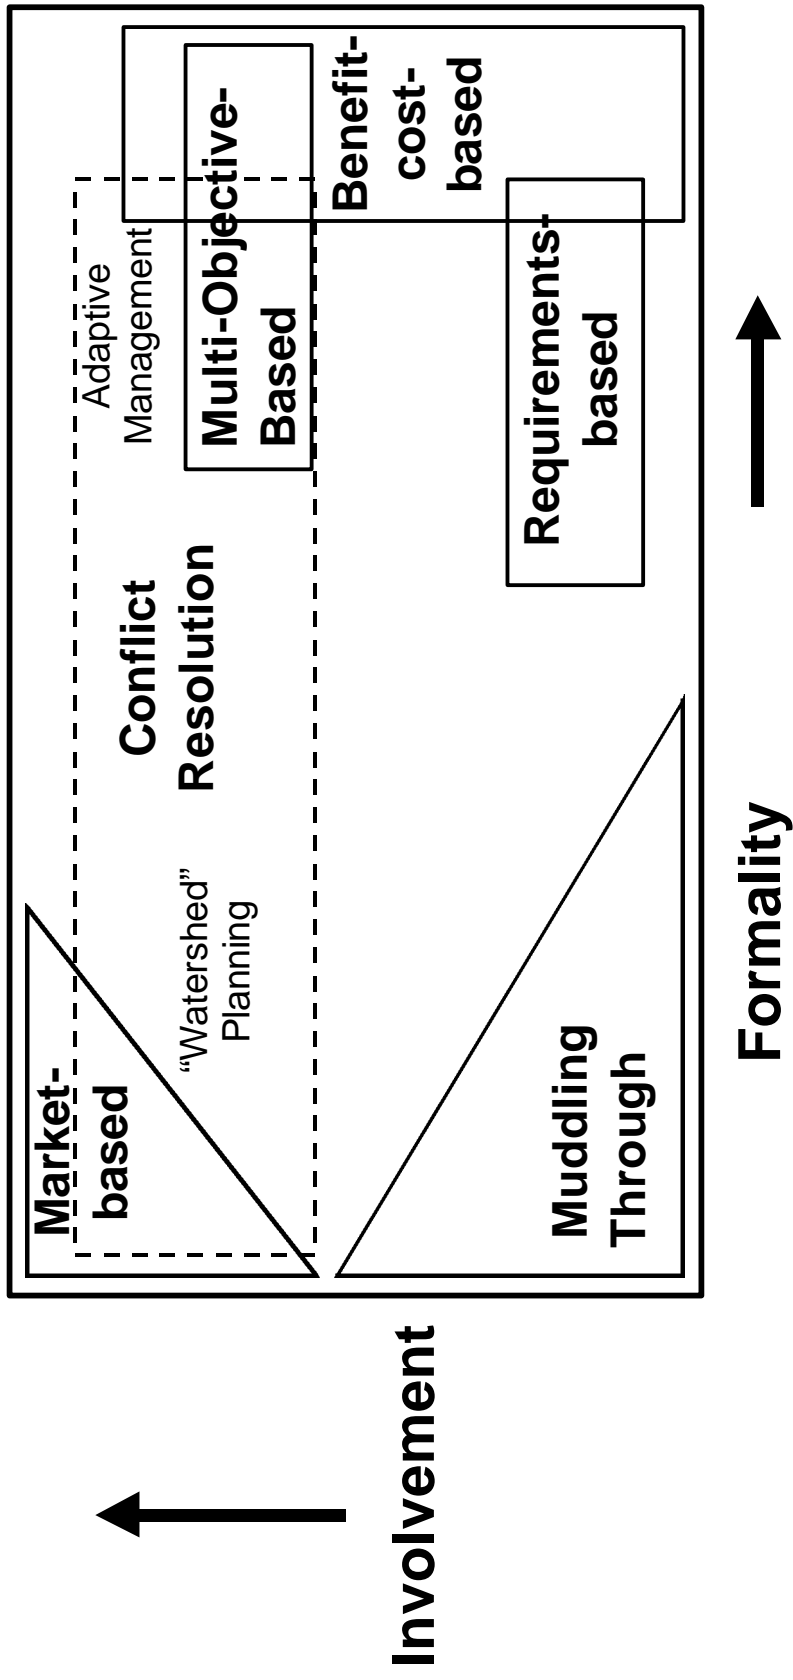 Market-
based
Adaptive
Management
Conflict
Resolution
“Watershed”
Planning
Multi-Objective-
Based
Benefit-
cost-
based
Involvement
Requirements-
based
Muddling
Through
Formality